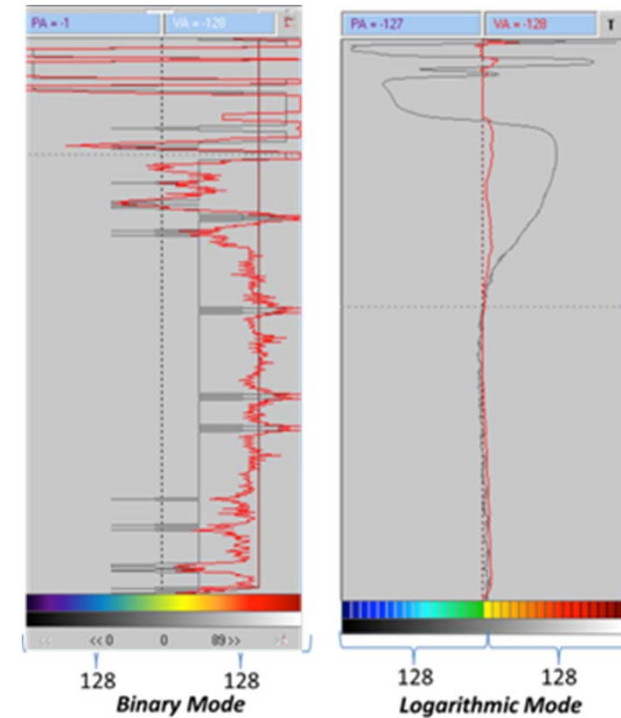 PA = -1 VA = -128
PA = -127 VA = -128 T
<< 0 0 89 >>
128 128 128 128
Binary Mode Logarithmic Mode